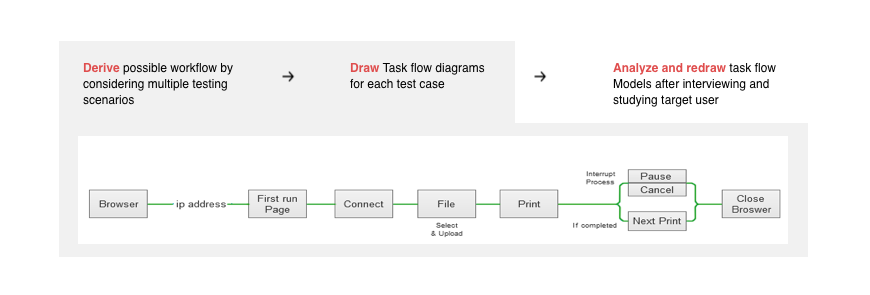 Derive possible workflow by
considering multiple testing
scenarios
→
Draw Task flow diagrams
for each test case
→
Analyze and redraw task flow
Models after interviewing and
studying target user
Browser
ip address
First run
Page
Connect
File
Select
& Upload
Print
Interrupt
Process
If completed
Pause
Cancel
Next Print
Close
Broswer